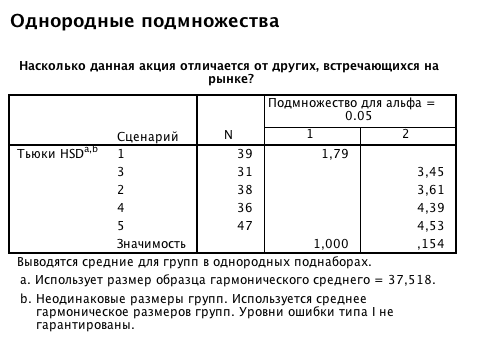 Однородные подмножества
Насколько данная акция отличается от других, встречающихся на
рынке?
Подмножество для альфа =
0.05
Сценарий N 1 2
Тьюки HSDa,b 1 39 1,79
3 31 3,45
2 38 3,61
4 36 4,39
5 47 4,53
Значимость 1,000 ,154
Выводятся средние для групп в однородных поднаборах.
a. Использует размер образца гармонического среднего = 37,518.
b. Неодинаковые размеры групп. Используется среднее
гармоническое размеров групп. Уровни ошибки типа I не
гарантированы.